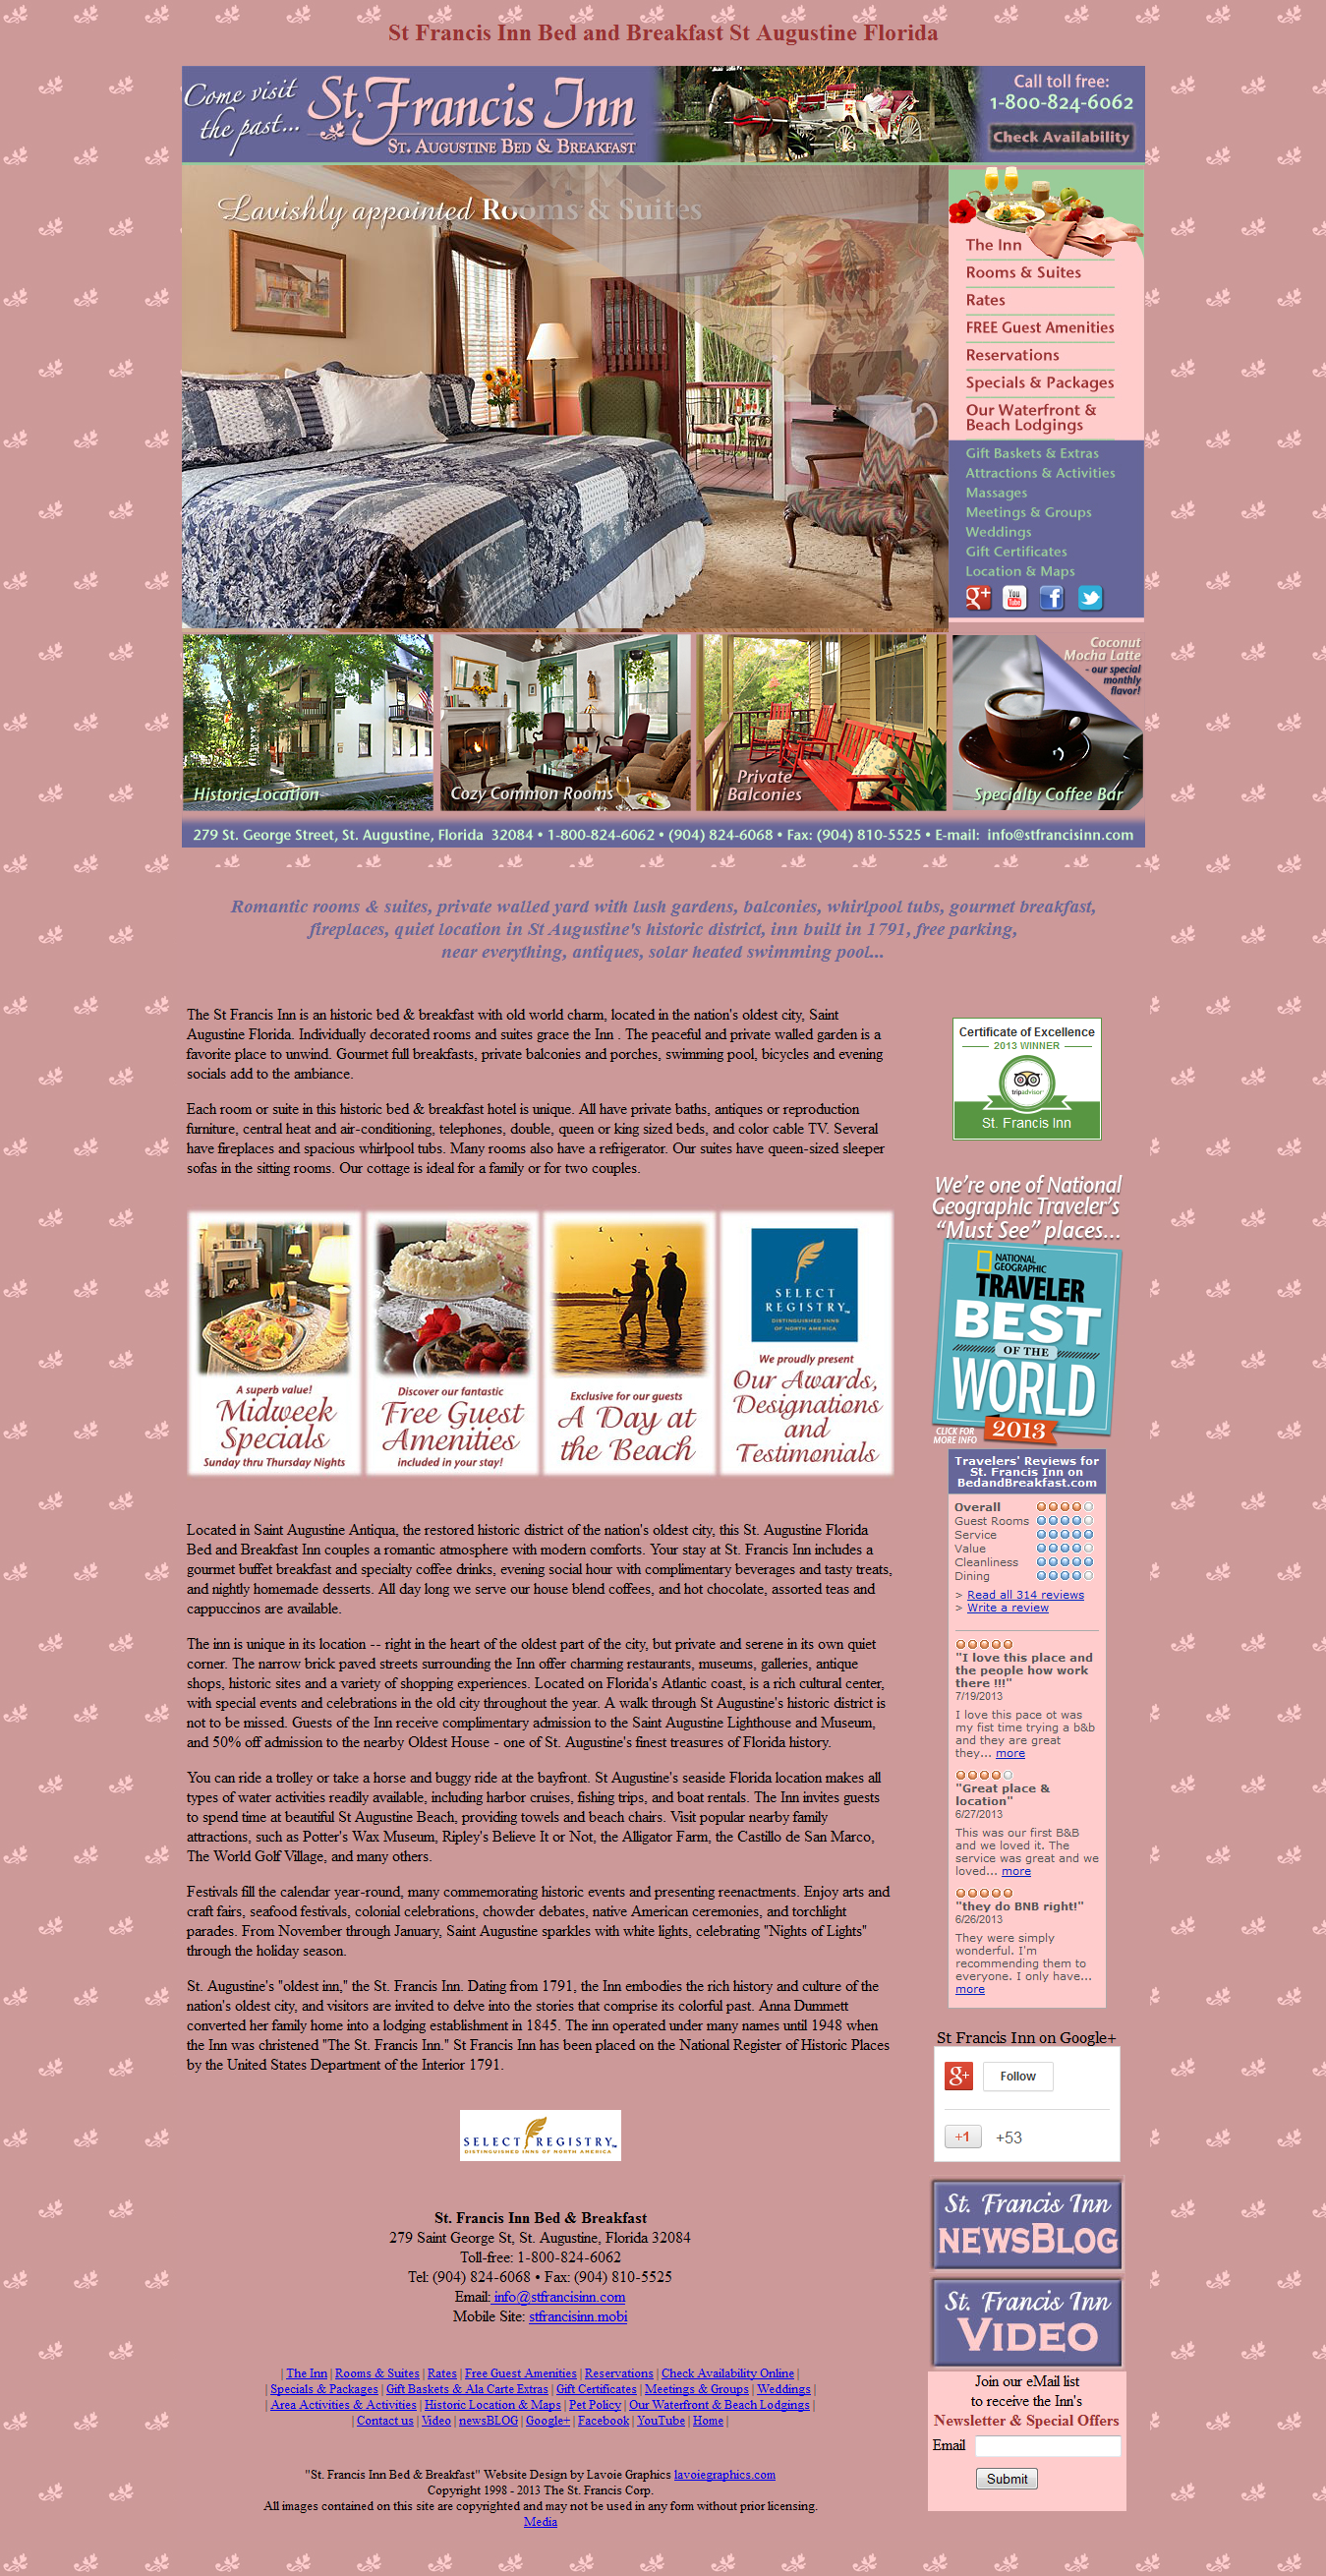 St Francis Inn Bed and Breakfast St Augustine Florida
Come visit
the past...
St. Francis Inn
St. Augustine Bed & Breakfast
Call toll free:
1-800-824-6062
Check Availability
Lavishly appointed Rooms & Suites
The Inn
Rooms & Suites
Rates
FREE Guest Amenities
Reservations
Specials & Packages
Our Waterfront &
Beach Lodgings
Gift Baskets & Extras
Attractions & Activities
Massages
Meetings & Groups
Weddings
Gift Certificates
Location & Maps
Historic Location
Cozy Common Rooms
Private
Balconies
Coconut
Mocha Latte
- our special
monthly
flavor!
Specialty Coffee Bar
279 St. George Street, St. Augustine, Florida 32084 • 1-800-824-6062 • (904) 824-6068 • Fax: (904) 810-5525 • E-mail: info@stfrancisinn.com
Romantic rooms & suites, private walled yard with lush gardens, balconies, whirlpool tubs, gourmet breakfast,
fireplaces, quiet location in St Augustine's historic district, inn built in 1791, free parking,
near everything, antiques, solar heated swimming pool...
The St Francis Inn is an historic bed & breakfast with old world charm, located in the nation's oldest city, Saint
Augustine Florida. Individually decorated rooms and suites grace the Inn . The peaceful and private walled garden is a
favorite place to unwind. Gourmet full breakfasts, private balconies and porches, swimming pool, bicycles and evening
socials add to the ambiance.
Each room or suite in this historic bed & breakfast hotel is unique. All have private baths, antiques or reproduction
furniture, central heat and air-conditioning, telephones, double, queen or king sized beds, and color cable TV. Several
have fireplaces and spacious whirlpool tubs. Many rooms also have a refrigerator. Our suites have queen-sized sleeper
sofas in the sitting rooms. Our cottage is ideal for a family or for two couples.
A superb value!
Midweek
Specials
Sunday thru Thursday Nights
Discover our fantastic
Free Guest
Amenities
included in your stay!
Exclusive for our guests
A Day at
the Beach
SELECT
REGISTRY
DISTINGUISHED INNS
OF NORTH AMERICA
We proudly present
Our Awards,
Designations
and
Testimonials
Located in Saint Augustine Antiqua, the restored historic district of the nation's oldest city, this St. Augustine Florida
Bed and Breakfast Inn couples a romantic atmosphere with modern comforts. Your stay at St. Francis Inn includes a
gourmet buffet breakfast and specialty coffee drinks, evening social hour with complimentary beverages and tasty treats,
and nightly homemade desserts. All day long we serve our house blend coffees, and hot chocolate, assorted teas and
cappuccinos are available.
The inn is unique in its location -- right in the heart of the oldest part of the city, but private and serene in its own quiet
corner. The narrow brick paved streets surrounding the Inn offer charming restaurants, museums, galleries, antique
shops, historic sites and a variety of shopping experiences. Located on Florida's Atlantic coast, is a rich cultural center,
with special events and celebrations in the old city throughout the year. A walk through St Augustine's historic district is
not to be missed. Guests of the Inn receive complimentary admission to the Saint Augustine Lighthouse and Museum,
and 50% off admission to the nearby Oldest House - one of St. Augustine's finest treasures of Florida history.
You can ride a trolley or take a horse and buggy ride at the bayfront. St Augustine's seaside Florida location makes all
types of water activities readily available, including harbor cruises, fishing trips, and boat rentals. The Inn invites guests
to spend time at beautiful St Augustine Beach, providing towels and beach chairs. Visit popular nearby family
attractions, such as Potter's Wax Museum, Ripley's Believe It or Not, the Alligator Farm, the Castillo de San Marco,
The World Golf Village, and many others.
Festivals fill the calendar year-round, many commemorating historic events and presenting reenactments. Enjoy arts and
craft fairs, seafood festivals, colonial celebrations, chowder debates, native American ceremonies, and torchlight
parades. From November through January, Saint Augustine sparkles with white lights, celebrating "Nights of Lights"
through the holiday season.
St. Augustine's "oldest inn," the St. Francis Inn. Dating from 1791, the Inn embodies the rich history and culture of the
nation's oldest city, and visitors are invited to delve into the stories that comprise its colorful past. Anna Dummett
converted her family home into a lodging establishment in 1845. The inn operated under many names until 1948 when
the Inn was christened "The St. Francis Inn." St Francis Inn has been placed on the National Register of Historic Places
by the United States Department of the Interior 1791.
SELECT REGISTRY
DISTINGUISHED INNS OF NORTH AMERICA
St. Francis Inn Bed & Breakfast
279 Saint George St, St. Augustine, Florida 32084
Toll-free: 1-800-824-6062
Tel: (904) 824-6068 • Fax: (904) 810-5525
Email: info@stfrancisinn.com
Mobile Site: stfrancisinn.mobi
| The Inn | Rooms & Suites | Rates | Free Guest Amenities | Reservations | Check Availability Online |
| Specials & Packages | Gift Baskets & Ala Carte Extras | Gift Certificates | Meetings & Groups | Weddings |
| Area Activities & Activities | Historic Location & Maps | Pet Policy | Our Waterfront & Beach Lodgings |
| Contact us | Video | newsBLOG | Google+ | Facebook | YouTube | Home |
"St. Francis Inn Bed & Breakfast" Website Design by Lavoie Graphics lavoiegraphics.com
Copyright 1998 - 2013 The St. Francis Corp.
All images contained on this site are copyrighted and may not be used in any form without prior licensing.
Media
Certificate of Excellence
2013 WINNER
tripadvisor
St. Francis Inn
We're one of National
Geographic Traveler's
"Must See" places...
NATIONAL
GEOGRAPHIC
TRAVELER
BEST
OF THE
WORLD
2013
CLICK FOR
MORE INFO
Travelers' Reviews for
St. Francis Inn on
BedandBreakfast.com
Overall
Guest Rooms
Service
Value
Cleanliness
Dining
> Read all 314 reviews
> Write a review
"I love this place and
the people how work
there !!!"
7/19/2013
I love this pace ot was
my fist time trying a b&b
and they are great
they... more
"Great place &
location"
6/27/2013
This was our first B&B
and we loved it. The
service was great and we
loved... more
"they do BNB right!"
6/26/2013
They were simply
wonderful. I'm
recommending them to
everyone. I only have...
more
St Francis Inn on Google+
g+ Follow
+1 +53
St. Francis Inn
NewsBlog
St. Francis Inn
Video
Join our eMail list
to receive the Inn's
Newsletter & Special Offers
Email
Submit